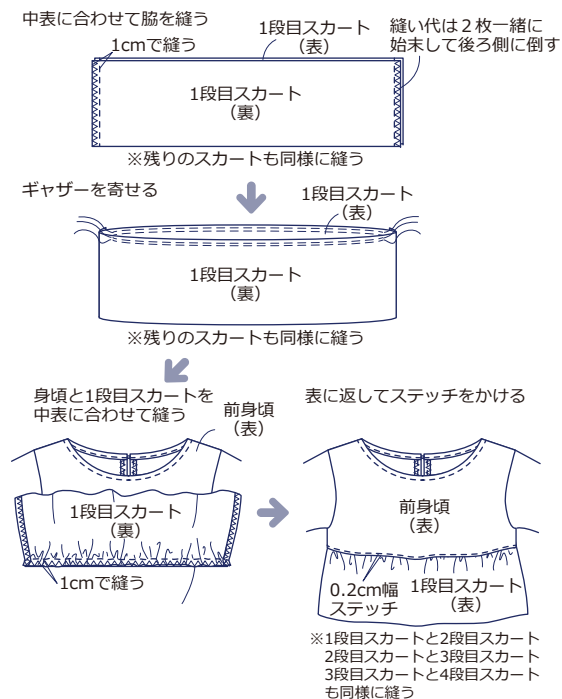 中表に合わせて脇を縫う
1cmで縫う
1段目スカート
（表）
縫い代は２枚一緒に
始末して後ろ側に倒す
1段目スカート
（裏）
※残りのスカートも同様に縫う
ギャザーを寄せる
1段目スカート
（表）
1段目スカート
（裏）
※残りのスカートも同様に縫う
身頃と1段目スカートを
中表に合わせて縫う
前身頃
（表）
1段目スカート
（裏）
1cmで縫う
表に返してステッチをかける
前身頃
（表）
0.2cm幅
ステッチ
1段目スカート
（表）
※1段目スカートと2段目スカート
2段目スカートと3段目スカート
3段目スカートと4段目スカート
も同様に縫う